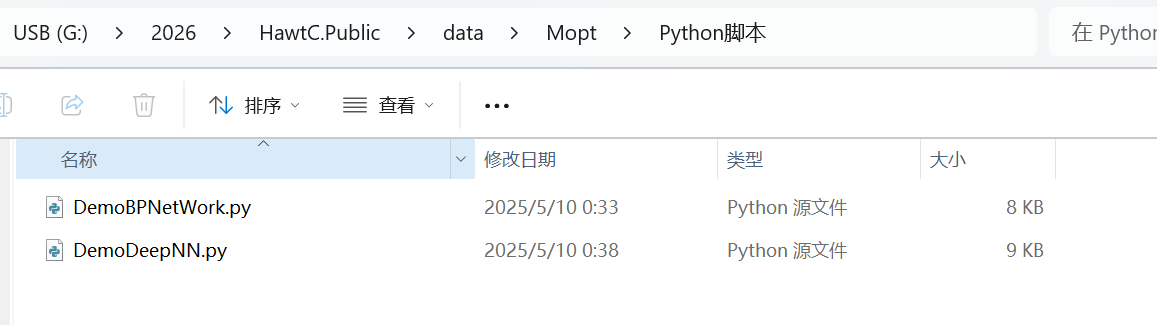 USB (G:) > 2026 > HawtC.Public > data > Mopt > Python脚本 在 Python
排序 查看
名称 修改日期 类型 大小
DemoBPNetWork.py 2025/5/10 0:33 Python 源文件 8 KB
DemoDeepNN.py 2025/5/10 0:38 Python 源文件 9 KB